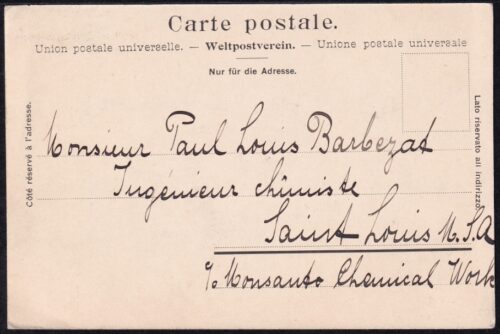 Carte postale.
Union postale universelle. — Weltpostverein. — Unione postale universale
Nur für die Adresse.
Côté réservé à l'adresse.
Lato riservato all indirizzo
Monsieur Paul Louis Barbezat
Ingénieur chimiste
Saint Louis U.S.A
c/o Monsanto Chemical Work